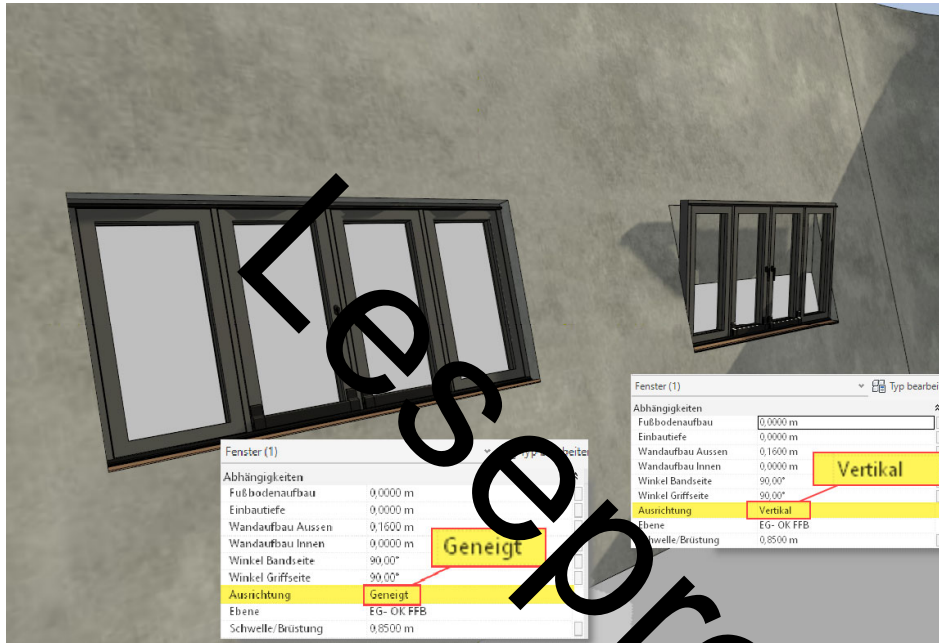 Fenster (1)
Typ bearbei
Abhängigkeiten
Fußbodenaufbau 0,0000 m
Einbautiefe 0,0000 m
Wandaufbau Aussen 0,1600 m
Wandaufbau Innen 0,0000 m
Winkel Bandseite 90,00°
Winkel Griffseite 90,00°
Ausrichtung Vertikal
Ebene EG- OK FFB
Schwelle/Brüstung 0,8500 m
Vertikal
Fenster (1)
Abhängigkeiten
Fußbodenaufbau 0,0000 m
Einbautiefe 0,0000 m
Wandaufbau Aussen 0,1600 m
Wandaufbau Innen 0,0000 m
Winkel Bandseite 90,00°
Winkel Griffseite 90,00°
Ausrichtung Geneigt
Ebene EG- OK FFB
Schwelle/Brüstung 0,8500 m
Geneigt
Lesepr